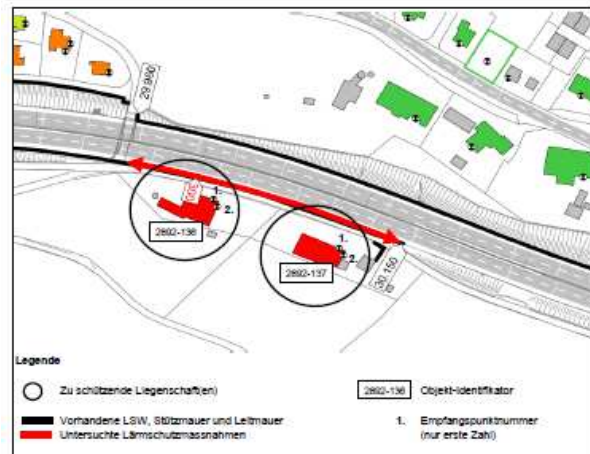 29.960
1.
2.
2892-136
1.
2.
2892-137
30.150
Legende
Zu schützende Liegenschaft(en)
2892-136 Objekt-Identifikator
Vorhandene LSW, Stützmauer und Leitmauer
1. Empfangspunktnummer
Untersuchte Lärmschutzmassnahmen
(nur erste Zahl)